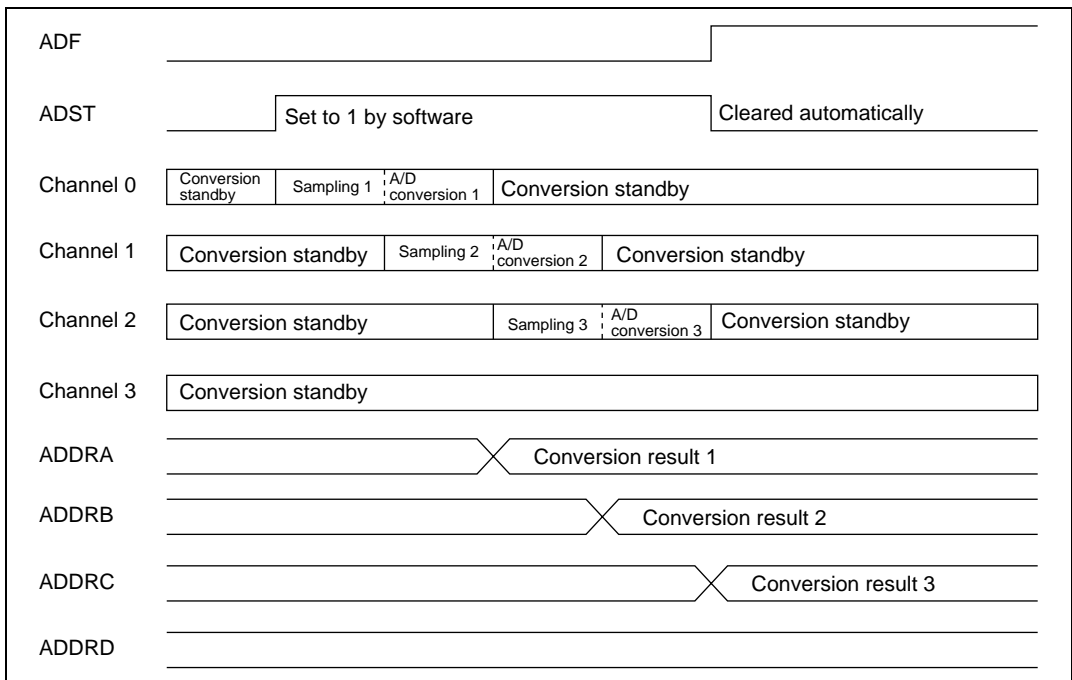 ADF
ADST
Set to 1 by software
Cleared automatically
Channel 0
Conversion
standby
Sampling 1
A/D
conversion 1
Conversion standby
Channel 1
Conversion standby
Sampling 2
A/D
conversion 2
Conversion standby
Channel 2
Conversion standby
Sampling 3
A/D
conversion 3
Conversion standby
Channel 3
Conversion standby
ADDRA
Conversion result 1
ADDRB
Conversion result 2
ADDRC
Conversion result 3
ADDRD